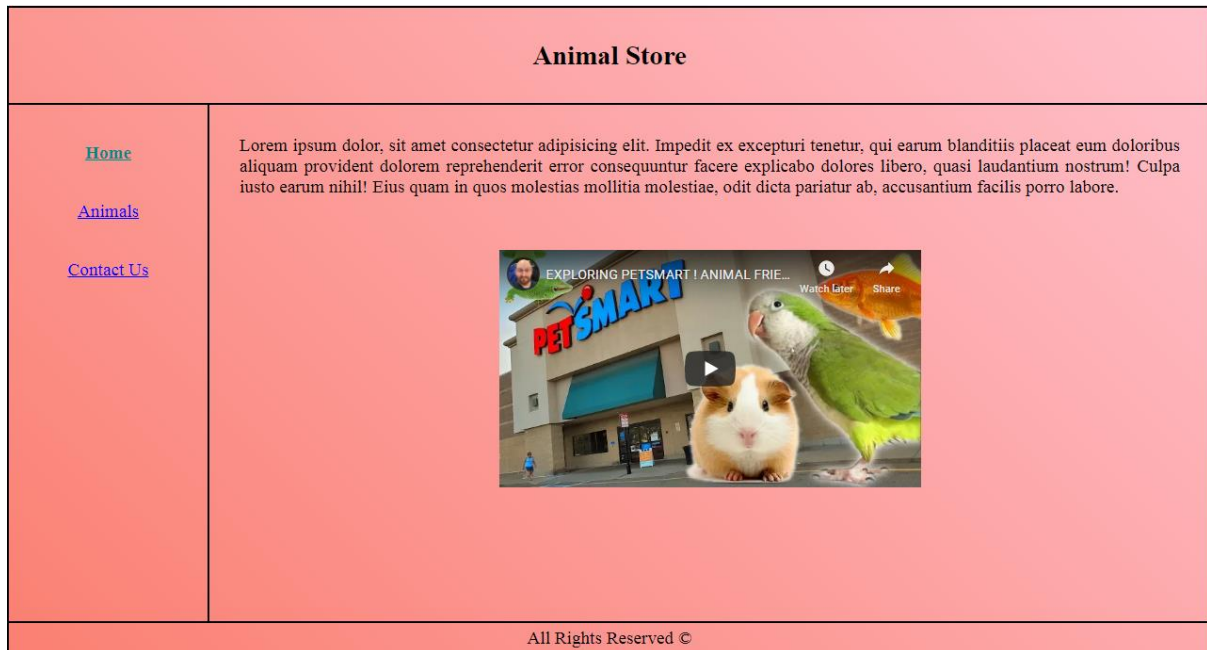 Animal Store
Home
Animals
Contact Us
Lorem ipsum dolor, sit amet consectetur adipisicing elit. Impedit ex excepturi tenetur, qui earum blanditiis placeat eum doloribus
aliquam provident dolorem reprehenderit error consequuntur facere explicabo dolores libero, quasi laudantium nostrum! Culpa
iusto earum nihil! Eius quam in quos molestias mollitia molestiae, odit dicta pariatur ab, accusantium facilis porro labore.
EXPLORING PETSMART ! ANIMAL FRIE...
Watch later
Share
PETSMART
All Rights Reserved ©